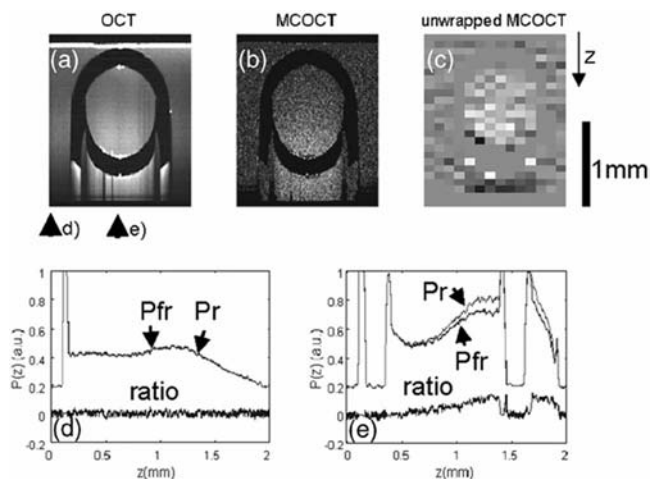 OCT MCOCT unwrapped MCOCT
(a) (b) (c) z
1mm
d) e)
1 1
0.8 Pfr Pr 0.8 Pr
0.6 0.6 Pfr
P(z) [a.u.] 0.4 P(z) [a.u.] 0.4
0.2 ratio 0.2 ratio
0 0
-0.2 (d) -0.2 (e)
0 0.5 1 1.5 2 0 0.5 1 1.5 2
z(mm) z(mm)